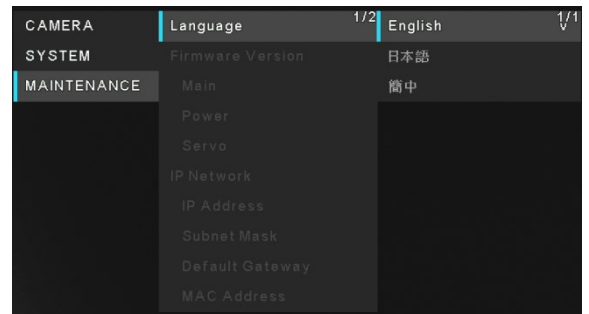 CAMERA
SYSTEM
MAINTENANCE
Language 1/2
Firmware Version
Main
Power
Servo
IP Network
IP Address
Subnet Mask
Default Gateway
MAC Address
English 1/1
日本語
簡中